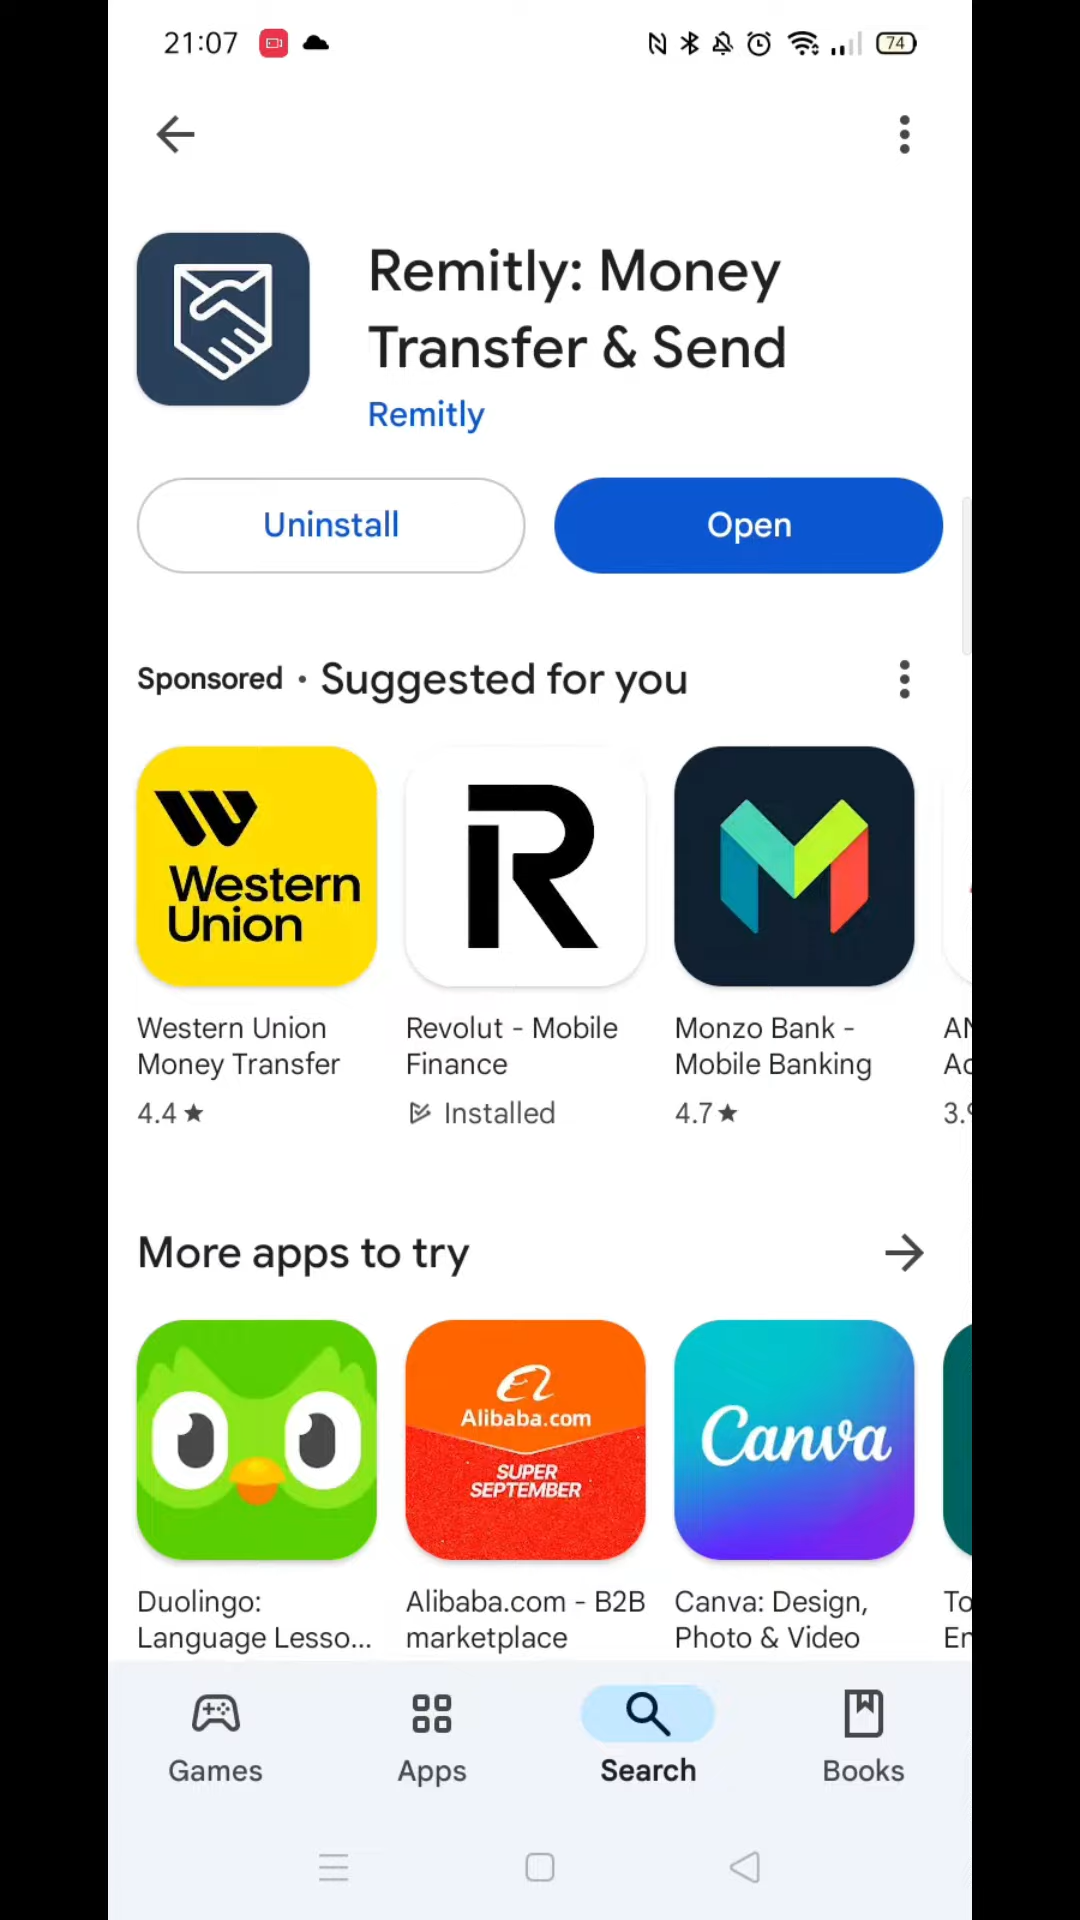 21:07
74
Remitly: Money
Transfer & Send
Remitly
Uninstall
Open
Sponsored • Suggested for you
Western
Union
Western Union
Money Transfer
4.4★
Revolut - Mobile
Finance
Installed
Monzo Bank -
Mobile Banking
4.7★
More apps to try
Alibaba.com
SUPER
SEPTEMBER
Canva
Duolingo:
Language Lesso...
Alibaba.com - B2B
marketplace
Canva: Design,
Photo & Video
Games
Apps
Search
Books